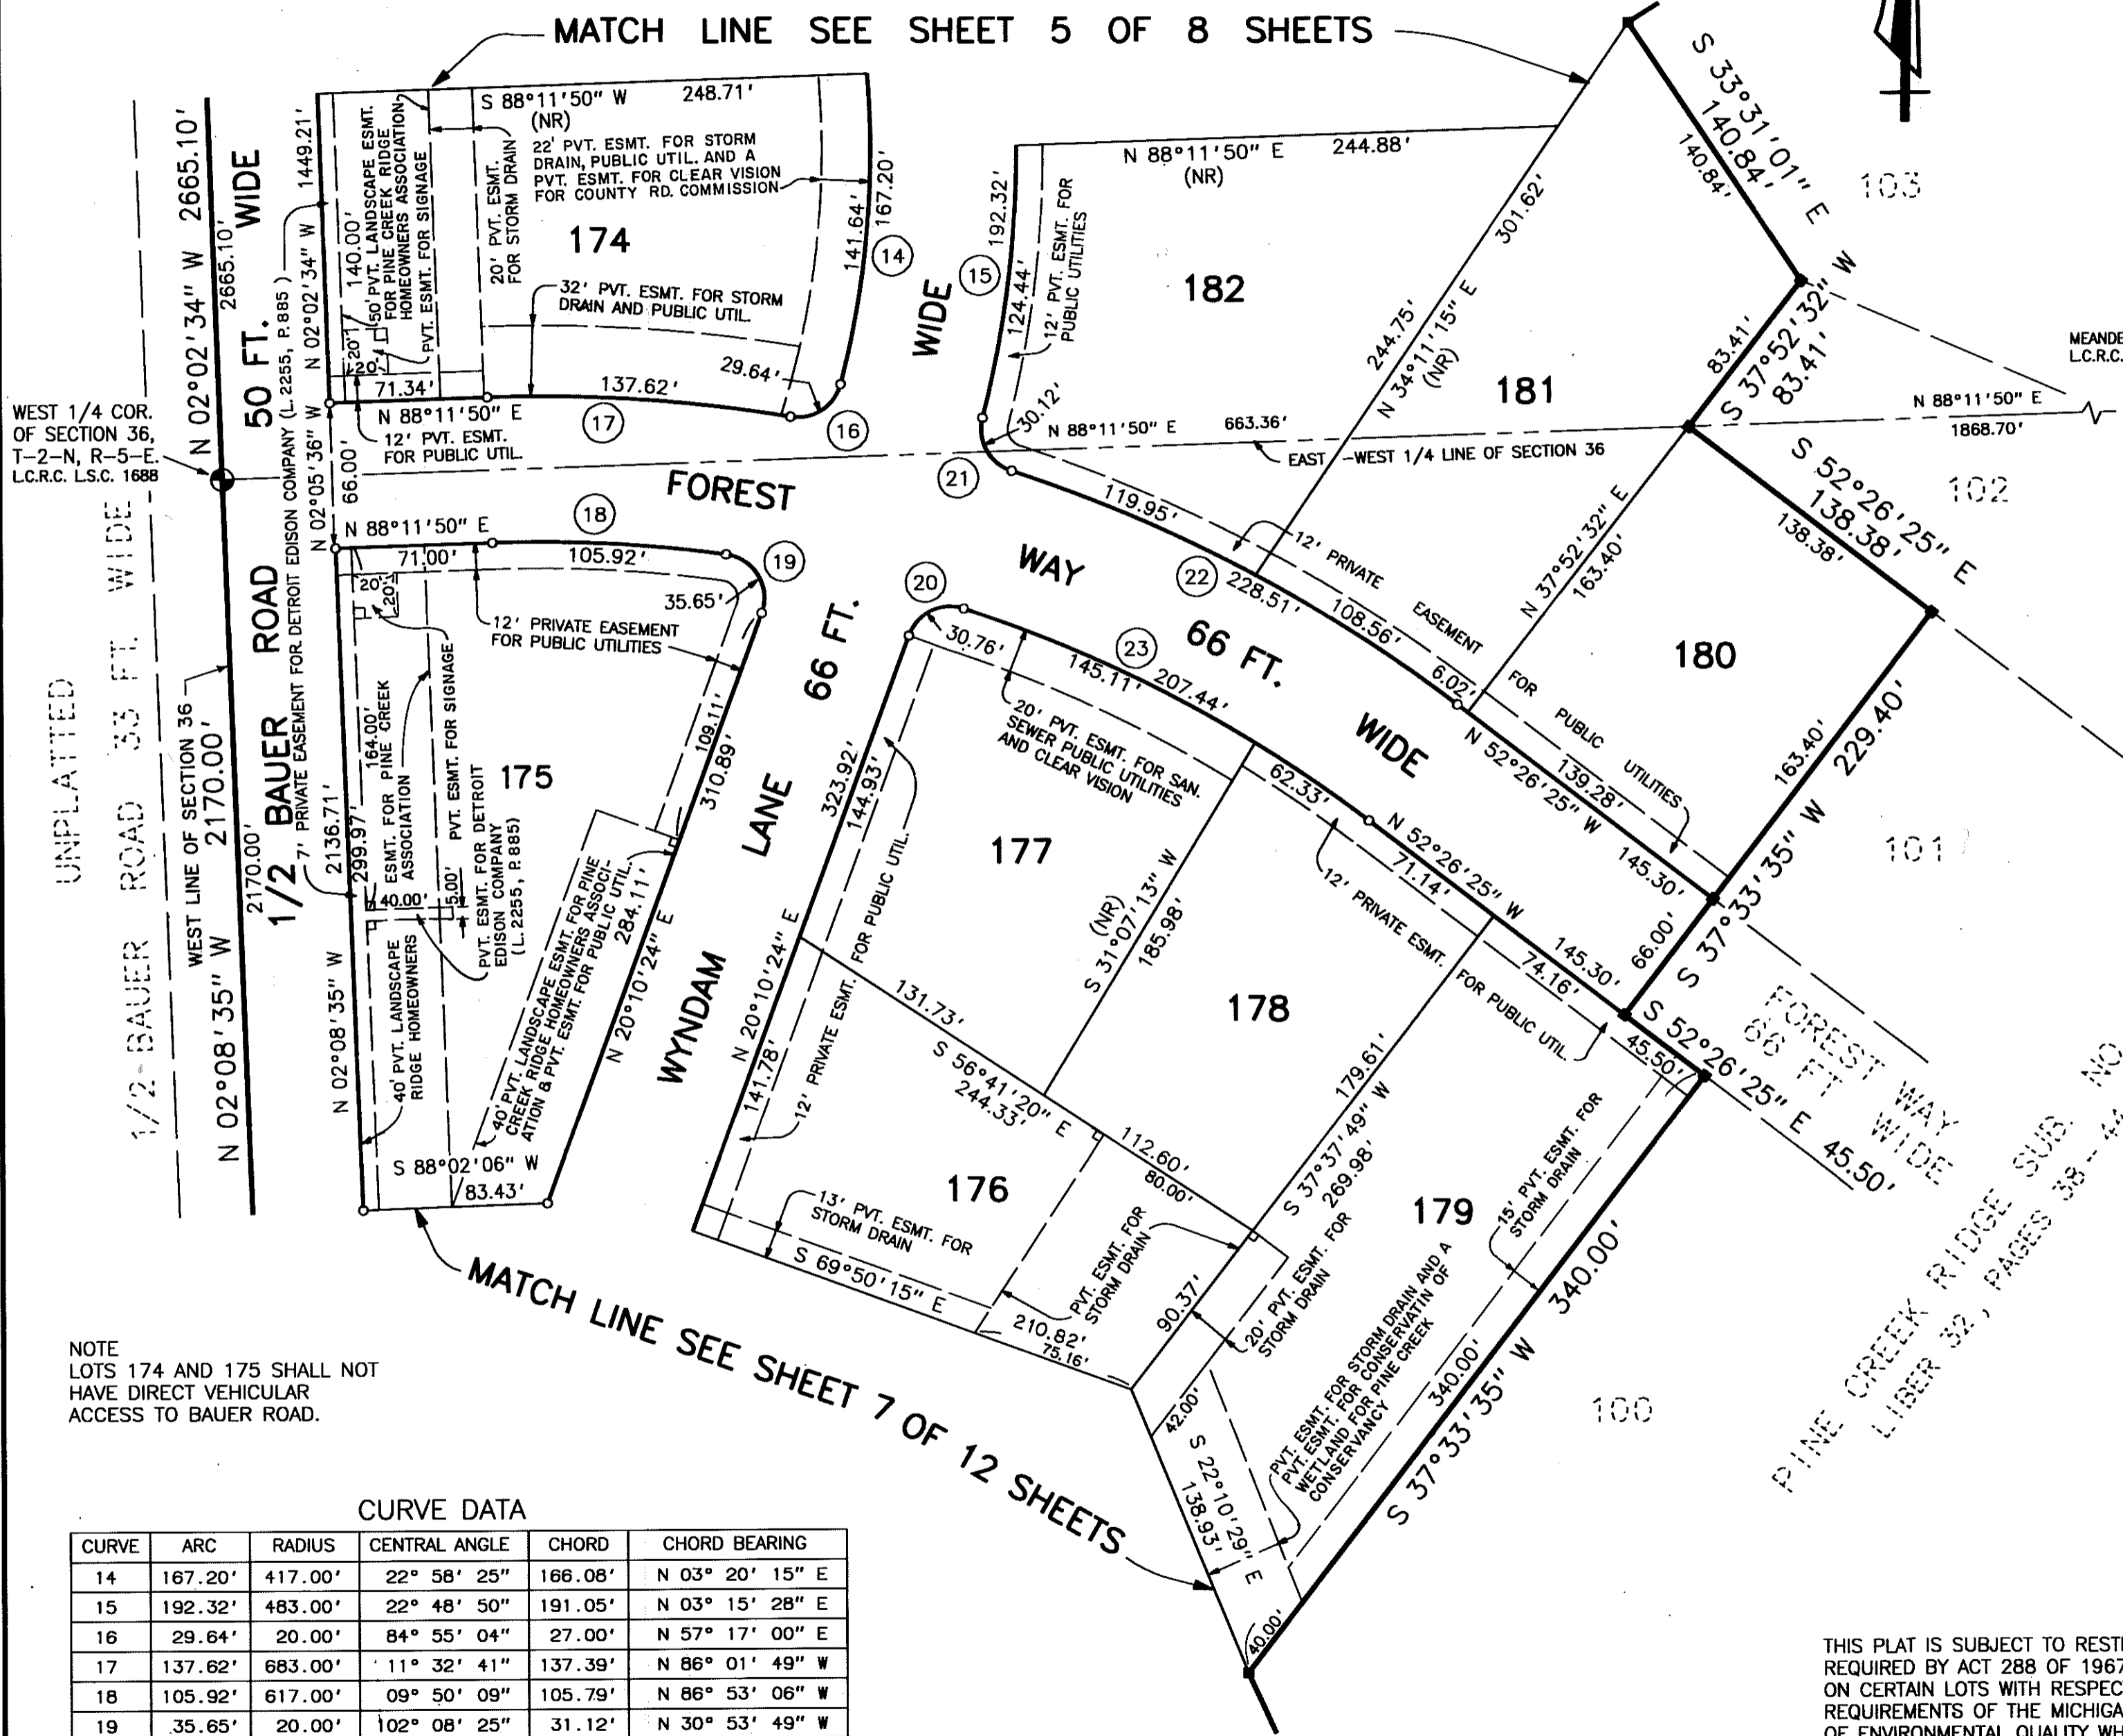 MATCH LINE SEE SHEET 5 OF 8 SHEETS
S 33°31'01" E
140.84'
140.84'
103
S 88°11'50" W 248.71'
(NR)
22' PVT. ESMT. FOR STORM
DRAIN, PUBLIC UTIL. AND A
PVT. ESMT. FOR CLEAR VISION
FOR COUNTY RD. COMMISSION
20' PVT. ESMT.
FOR STORM DRAIN
50' PVT. LANDSCAPE ESMT.
FOR PINE CREEK RIDGE
HOMEOWNERS ASSOCIATION
PVT. ESMT. FOR SIGNAGE
1449.21'
N 02°02'34" W
140.00'
20'
20'
174
32' PVT. ESMT. FOR STORM
DRAIN AND PUBLIC UTIL.
167.20'
141.64'
14
29.64'
16
71.34'
137.62'
N 88°11'50" E
17
12' PVT. ESMT.
FOR PUBLIC UTIL.
N 02°02'34" W 2665.10'
2665.10'
50 FT. WIDE
WEST 1/4 COR.
OF SECTION 36,
T-2-N, R-5-E.
L.C.R.C. L.S.C. 1688
WIDE
192.32'
15
124.44'
12' PVT. ESMT. FOR
PUBLIC UTILITIES
N 88°11'50" E 244.88'
(NR)
182
301.62'
244.75'
N 34°11'15" E
(NR)
181
83.41'
S 37°52'32" W
83.41'
MEANDE
L.C.R.C.
N 88°11'50" E
1868.70'
30.12'
N 88°11'50" E 663.36'
EAST-WEST 1/4 LINE OF SECTION 36
21
N 02°05'36" W
66.00'
FOREST
WAY
66 FT.
WIDE
119.95'
12' PRIVATE EASEMENT FOR PUBLIC UTILITIES
22
228.51'
108.56'
6.02'
N 37°52'32" E
163.40'
S 52°26'25" E
138.38'
138.38'
102
180
163.40'
229.40'
N 52°26'25" W
139.28'
145.30'
101
S 37°33'35" W
66.00'
N 88°11'50" E
18
71.00'
105.92'
19
35.65'
20'
20'
12' PRIVATE EASEMENT
FOR PUBLIC UTILITIES
20
30.76'
145.11'
23
207.44'
20' PVT. ESMT. FOR SAN.
SEWER PUBLIC UTILITIES
AND CLEAR VISION
62.33'
N 52°26'25" W
71.14'
145.30'
74.16'
12' PRIVATE ESMT. FOR PUBLIC UTIL.
UNPLATTED
1/2-BAUER ROAD 33 FT. WIDE
WEST LINE OF SECTION 36
N 02°08'35" W 2170.00'
2170.00'
1/2 BAUER ROAD
7' PRIVATE EASEMENT FOR DETROIT EDISON COMPANY (L. 2255, P.885)
2136.71'
N 02°08'35" W
299.97'
164.00'
40' PVT. LANDSCAPE ESMT. FOR PINE CREEK
RIDGE HOMEOWNERS ASSOCIATION
40.00'
5.00'
PVT. ESMT. FOR SIGNAGE
PVT. ESMT. FOR DETROIT
EDISON COMPANY
(L.2255, P.885)
175
109.11'
310.89'
284.11'
N 20°10'24" E
40' PVT. LANDSCAPE ESMT. FOR PINE
CREEK RIDGE HOMEOWNERS ASSOCI-
ATION & PVT. ESMT. FOR PUBLIC UTIL.
S 88°02'06" W
83.43'
WYNDAM LANE 66 FT.
323.92'
144.93'
N 20°10'24" E
141.78'
12' PRIVATE ESMT. FOR PUBLIC UTIL.
177
S 31°07'13" W
(NR)
185.98'
178
131.73'
S 56°41'20" E
244.33'
112.60'
80.00'
179.61'
S 37°37'49" W
269.98'
90.37'
176
13' PVT. ESMT. FOR
STORM DRAIN
S 69°50'15" E
210.82'
75.16'
PVT. ESMT. FOR
STORM DRAIN
20' PVT. ESMT. FOR
STORM DRAIN
179
15' PVT. ESMT. FOR
STORM DRAIN
S 52°26'25" E 45.50'
45.50'
FOREST WAY
66 FT WIDE
PINE CREEK RIDGE SUB. NO
LIBER 32, PAGES 38-44
340.00'
340.00'
S 37°33'35" W
100
42.00'
S 22°10'29" E
138.93'
PVT. ESMT. FOR STORM DRAIN AND A
PVT. ESMT. FOR CONSERVATIN OF
WETLAND FOR PINE CREEK
CONSERVANCY
40.00'
MATCH LINE SEE SHEET 7 OF 12 SHEETS
NOTE
LOTS 174 AND 175 SHALL NOT
HAVE DIRECT VEHICULAR
ACCESS TO BAUER ROAD.
CURVE DATA
CURVE ARC RADIUS CENTRAL ANGLE CHORD CHORD BEARING
14 167.20' 417.00' 22° 58' 25" 166.08' N 03° 20' 15" E
15 192.32' 483.00' 22° 48' 50" 191.05' N 03° 15' 28" E
16 29.64' 20.00' 84° 55' 04" 27.00' N 57° 17' 00" E
17 137.62' 683.00' 11° 32' 41" 137.39' N 86° 01' 49" W
18 105.92' 617.00' 09° 50' 09" 105.79' N 86° 53' 06" W
19 35.65' 20.00' 102° 08' 25" 31.12' N 30° 53' 49" W
THIS PLAT IS SUBJECT TO RESTR
REQUIRED BY ACT 288 OF 1967
ON CERTAIN LOTS WITH RESPEC
REQUIREMENTS OF THE MICHIGA
OF ENVIRONMENTAL QUALITY WH